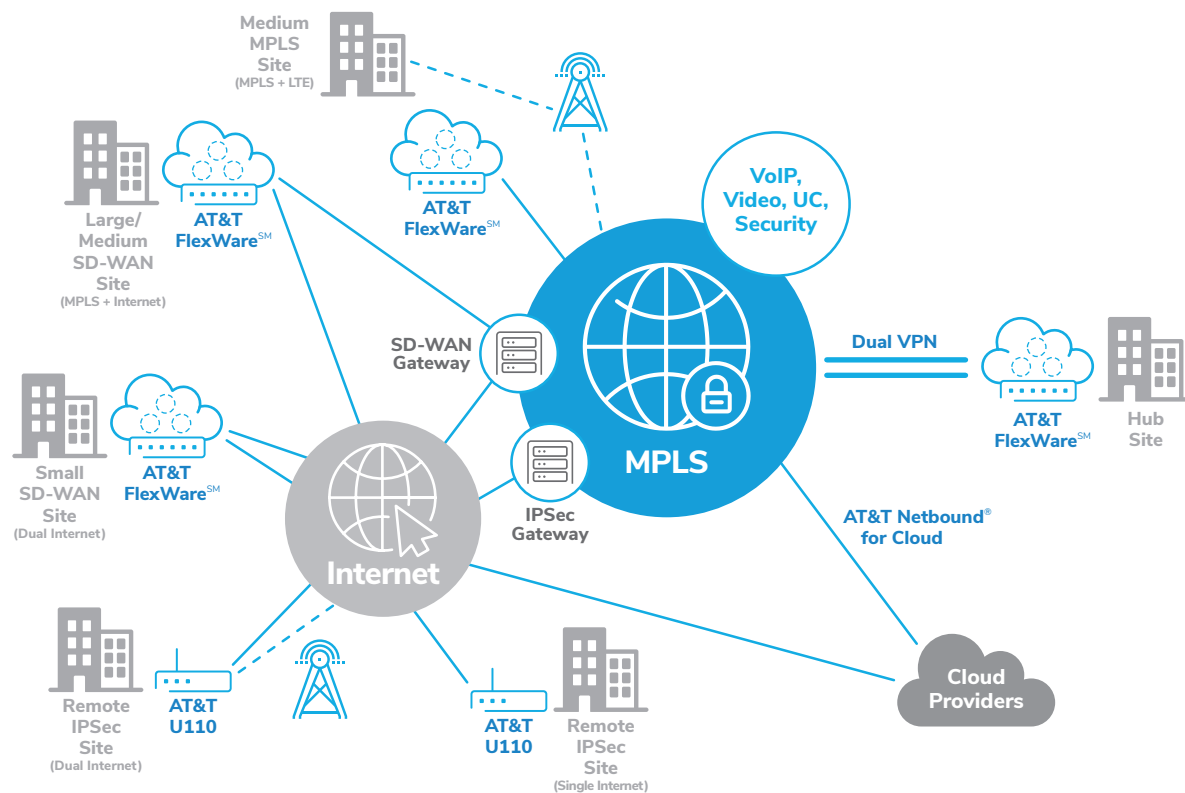 Medium
MPLS
Site
(MPLS + LTE)
AT&T
FlexWare℠
VoIP,
Video, UC,
Security
Large/
Medium
SD-WAN
Site
(MPLS + Internet)
AT&T
FlexWare℠
SD-WAN
Gateway
MPLS
Dual VPN
AT&T
FlexWare℠
Hub
Site
Small
SD-WAN
Site
(Dual Internet)
AT&T
FlexWare℠
IPSec
Gateway
Internet
AT&T Netbound®
for Cloud
Cloud
Providers
Remote
IPSec
Site
(Dual Internet)
AT&T
U110
AT&T
U110
Remote
IPSec
Site
(Single Internet)